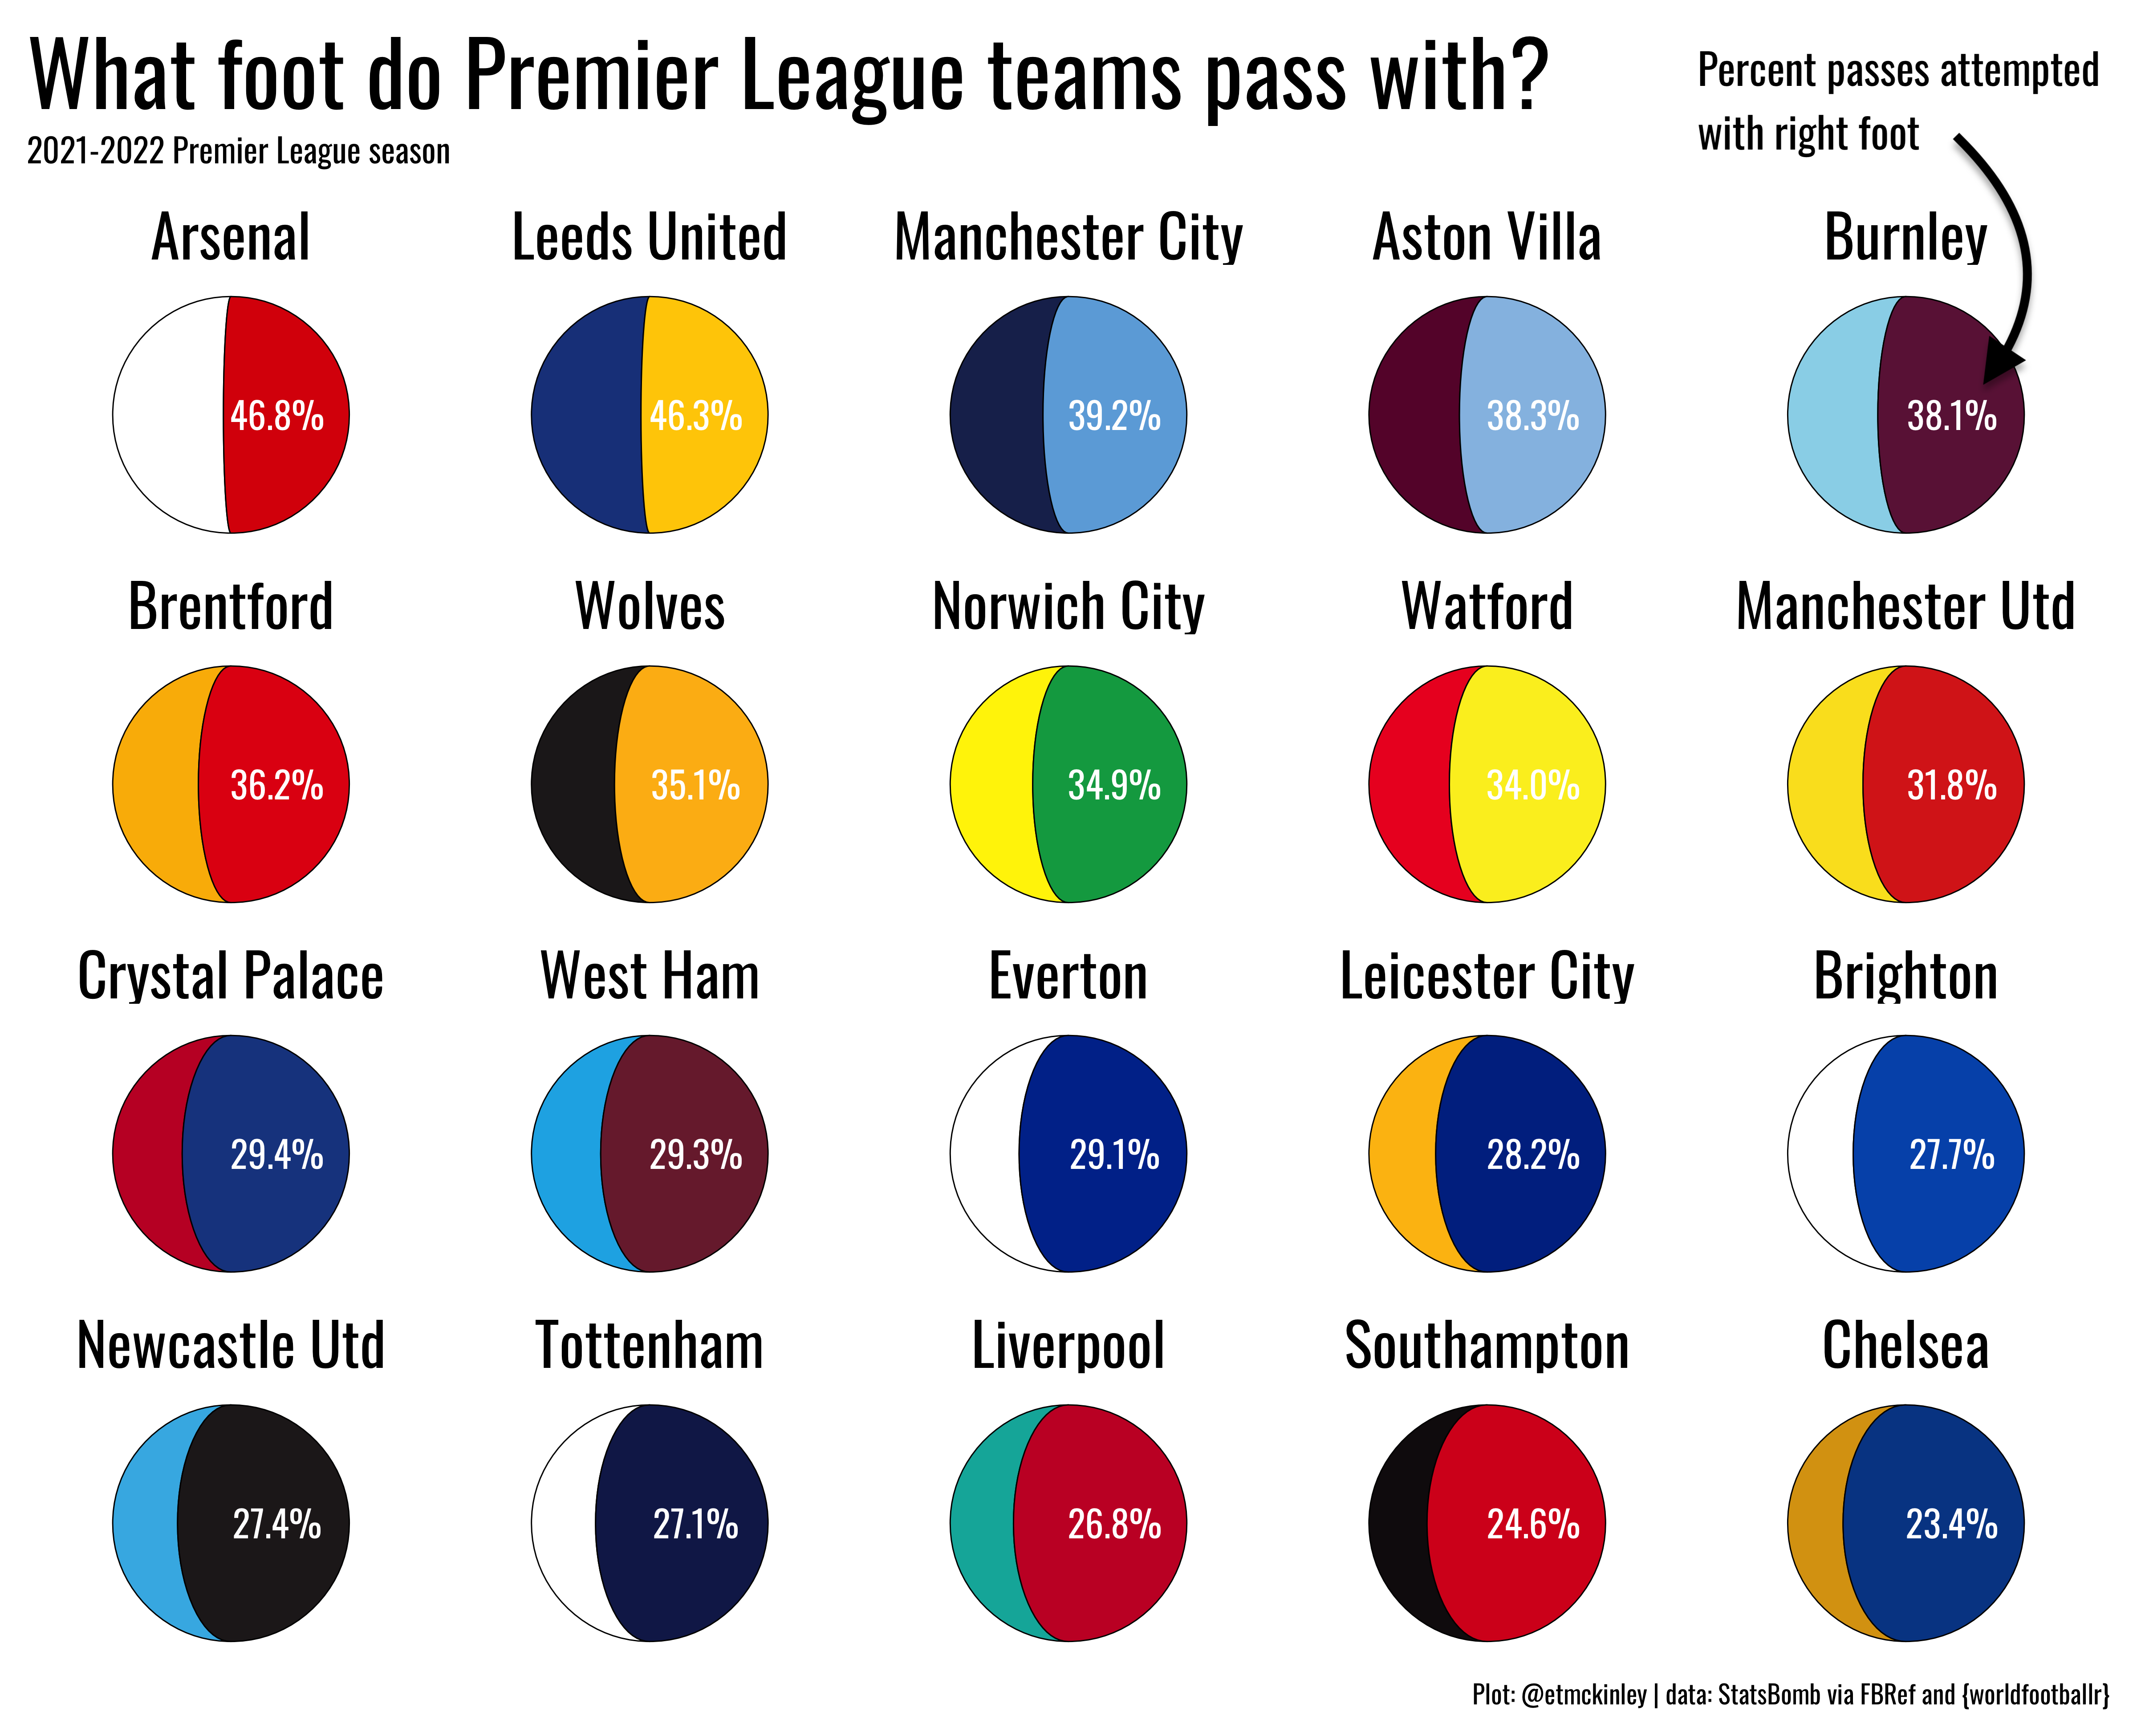 What foot do Premier League teams pass with?
2021-2022 Premier League season
Percent passes attempted
with right foot
Arsenal
Leeds United
Manchester City
Aston Villa
Burnley
46.8%
46.3%
39.2%
38.3%
38.1%
Brentford
Wolves
Norwich City
Watford
Manchester Utd
36.2%
35.1%
34.9%
34.0%
31.8%
Crystal Palace
West Ham
Everton
Leicester City
Brighton
29.4%
29.3%
29.1%
28.2%
27.7%
Newcastle Utd
Tottenham
Liverpool
Southampton
Chelsea
27.4%
27.1%
26.8%
24.6%
23.4%
Plot: @etmckinley | data: StatsBomb via FBRef and {worldfootballr}